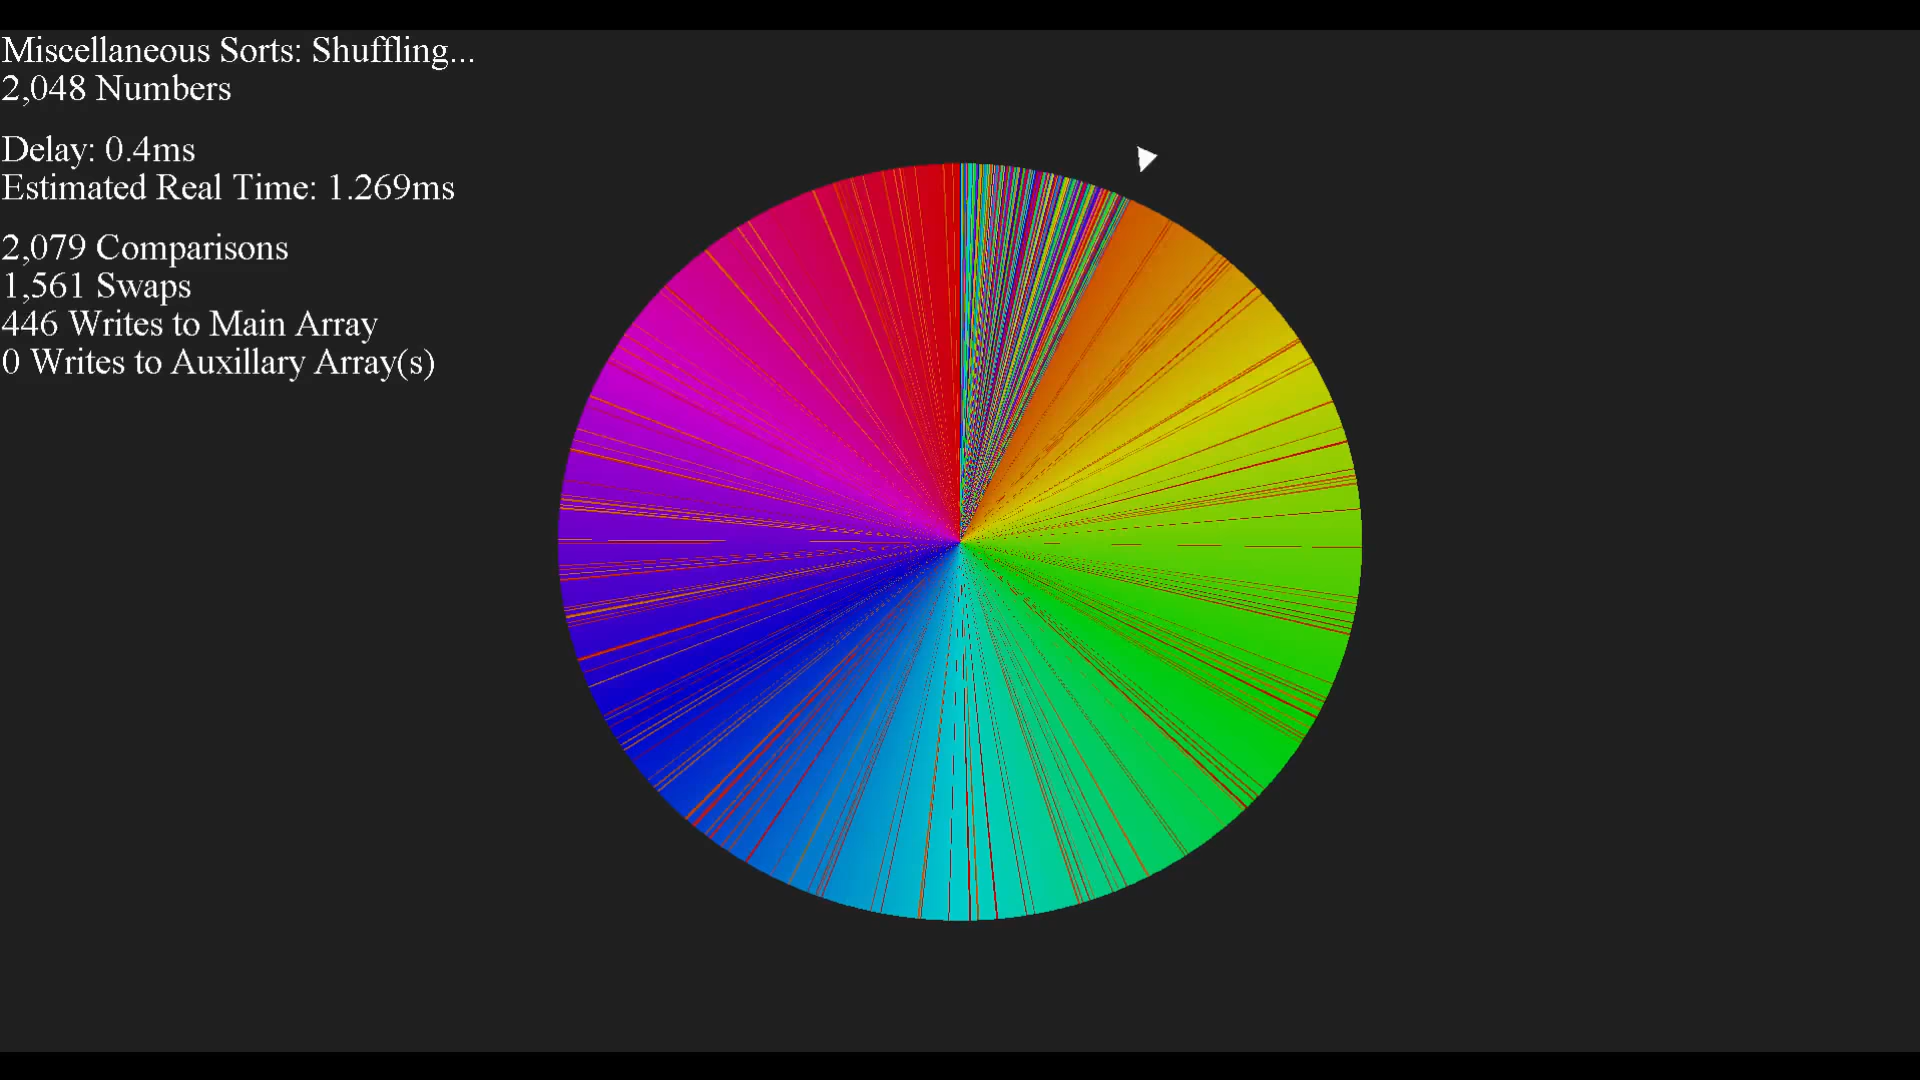 Miscellaneous Sorts: Shuffling...
2,048 Numbers
Delay: 0.4ms
Estimated Real Time: 1.269ms
2,079 Comparisons
1,561 Swaps
446 Writes to Main Array
0 Writes to Auxillary Array(s)